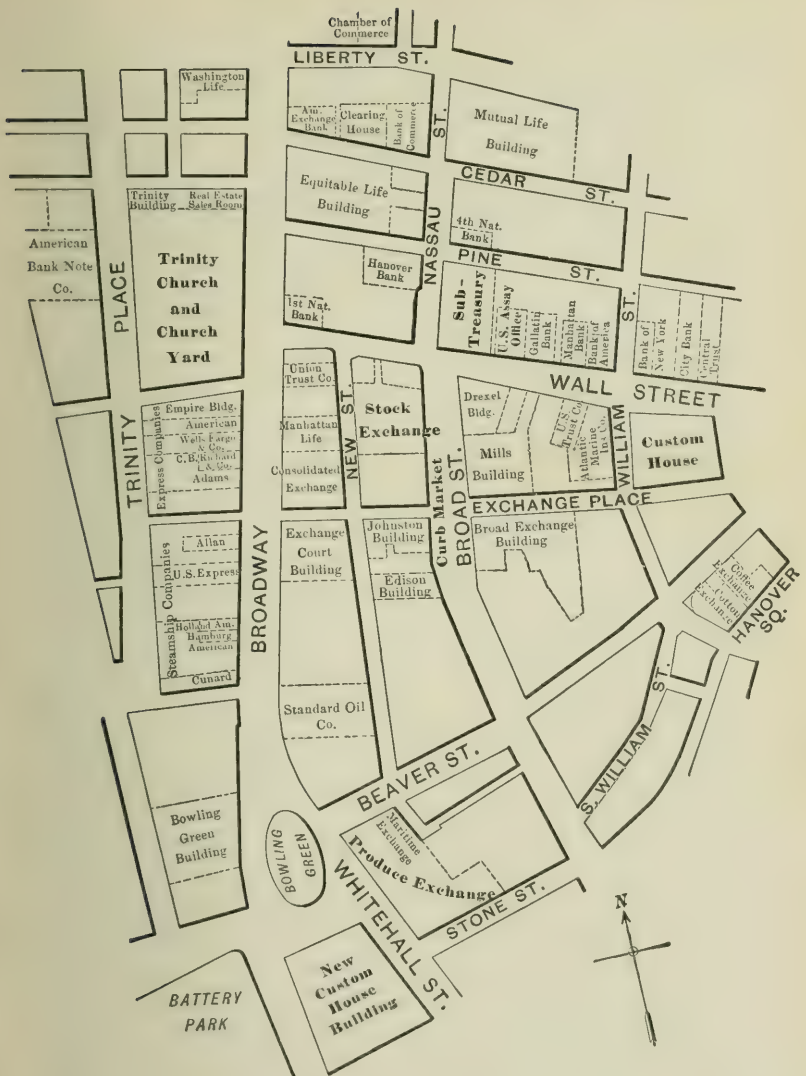 Chamber of
Commerce
LIBERTY ST.
Washington
Life
Am.
Exchange
Bank
Clearing
House
Bank of
Commerce
ST.
Mutual Life
Building
CEDAR
ST.
Trinity
Building
Real Estate
Sales Room
Equitable Life
Building
NASSAU
4th Nat.
Bank
PINE
ST.
American
Bank Note
Co.
PLACE
Trinity
Church
and
Church
Yard
Hanover
Bank
1st Nat.
Bank
Sub-
Treasury
U.S. Assay
Office
Gallatin
Bank
Manhattan
Bank
Bank of
America
ST.
Bank of
New York
City Bank
Central
Trust
WALL STREET
TRINITY
Express Companies
Empire Bldg.
American
Wells Fargo
& Co.
Adams
Union
Trust Co.
Manhattan
Life
Consolidated
Exchange
NEW ST.
Stock
Exchange
Curb Market
BROAD ST.
Drexel
Bldg.
Mills
Building
U.S.
Trust Co.
Atlantic
Marine
Ins Co.
WILLIAM
Custom
House
EXCHANGE PLACE
Steamship Companies
Allan
U.S. Express
Holland Am.
Hamburg
American
Cunard
BROADWAY
Exchange
Court
Building
Johnston
Building
Edison
Building
Broad Exchange
Building
Coffee
Exchange
Cotton
Exchange
HANOVER
SQ.
Standard Oil
Co.
S. WILLIAM
ST.
BEAVER ST.
Bowling
Green
Building
BOWLING
GREEN
Maritime
Exchange
Produce Exchange
STONE ST.
WHITEHALL ST.
New
Custom
House
Building
BATTERY
PARK
N